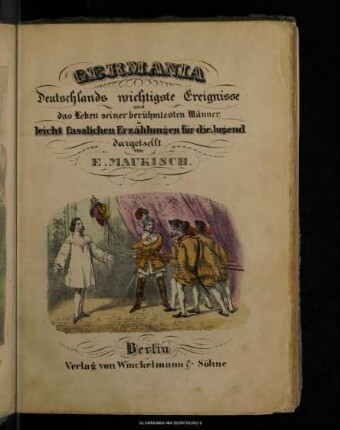 GERMANIA
Deutschlands wichtigste Ereignisse
und
das Leben seiner berühmtesten Männer,
in
leicht fasslichen Erzählungen für die Jugend
dargestellt
von
E. MAUKISCH.
Berlin
Verlag von Winckelmann & Söhne